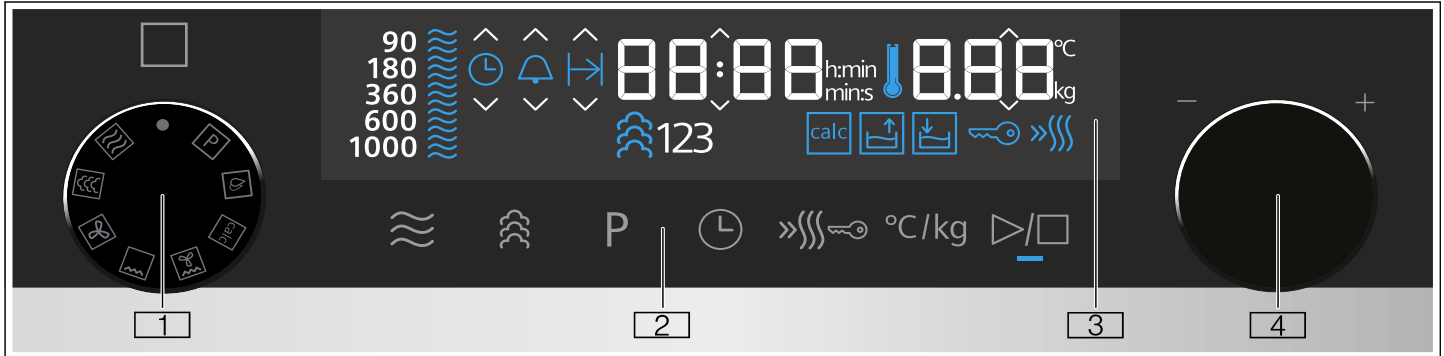 90
180
360
600
1000
88:88
h:min
min:s
8.88
°C
kg
123
calc
P
calc
P
°C/kg
− +
1 2 3 4